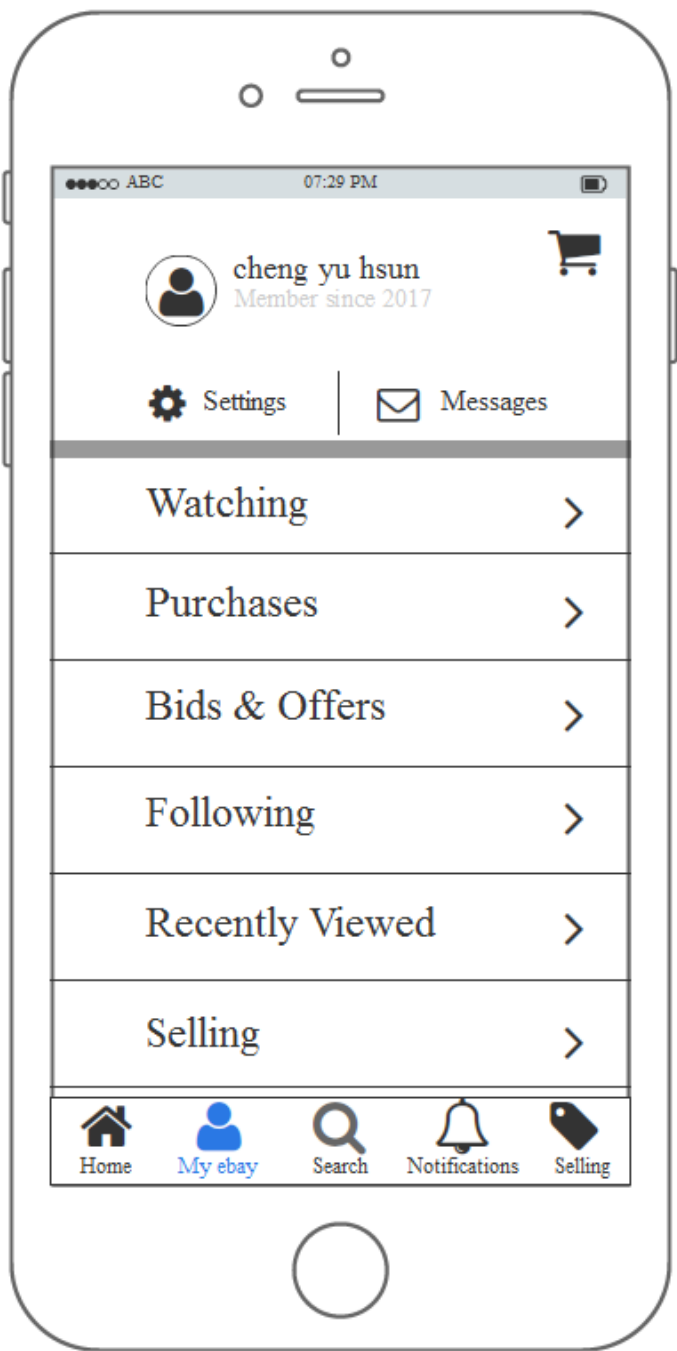 ABC 07:29 PM
cheng yu hsun
Member since 2017
Settings Messages
Watching
Purchases
Bids & Offers
Following
Recently Viewed
Selling
Home My ebay Search Notifications Selling